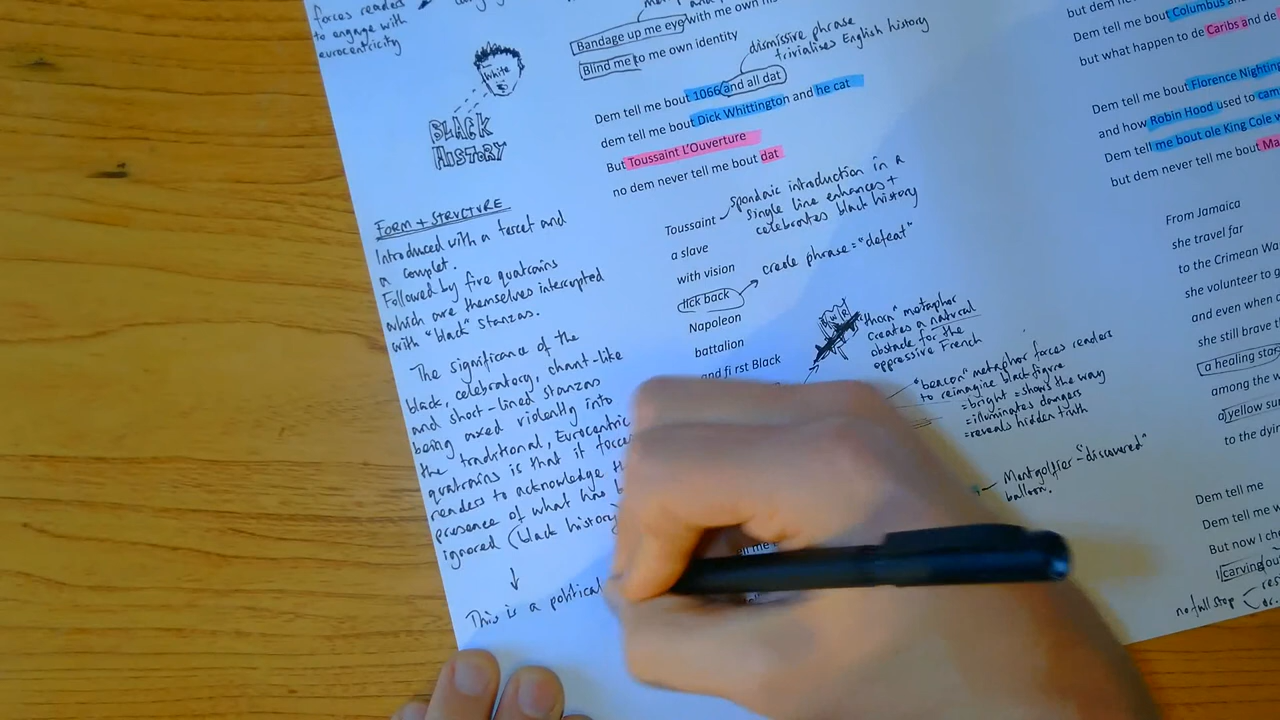 forces readers
to engage with
eurocentricity
White
BLACK
HISTORY
FORM + STRUCTURE
Introduced with a tercet and
a couplet.
Followed by five quatrains
which are themselves interrupted
with "black" stanzas.
The significance of the
black, celebratory, chant-like
and short-lined stanzas
being axed violently into
the traditional, Eurocentric
quatrains is that it forces
readers to acknowledge
presence of what has
ignored (black history
↓
This is a political
Bandage up me eye with me own
Blind me to me own identity
dismissive phrase
trivialises English history
Dem tell me bout 1066 and all dat
dem tell me bout Dick Whittington and he cat
But Toussaint L'Ouverture
no dem never tell me bout dat
Toussaint
a slave
with vision
lick back
Napoleon
battalion
and fi rst Black
spondaic introduction in a
single line enhances +
celebrates black history
creole phrase = "defeat"
"thorn" metaphor
creates a natural
obstacle for the
oppressive French
"beacon" metaphor forces readers
to reimagine black figure
= bright = shows the way
= illuminates dangers
= reveals hidden truth
Montgolfier - "discovered"
balloon.
but dem never tell me bout
Dem tell me bout Columbus
but what happen to de Caribs and de
Dem tell me bout Florence
and how Robin Hood used to
Dem tell me bout ole King Cole
but dem never tell me bout
From Jamaica
she travel far
to the Crimean
she volunteer to
and even when
she still brave
a healing star
among the
a yellow
to the dying
Dem tell me
Dem tell me
But now I
I carving
no full stop